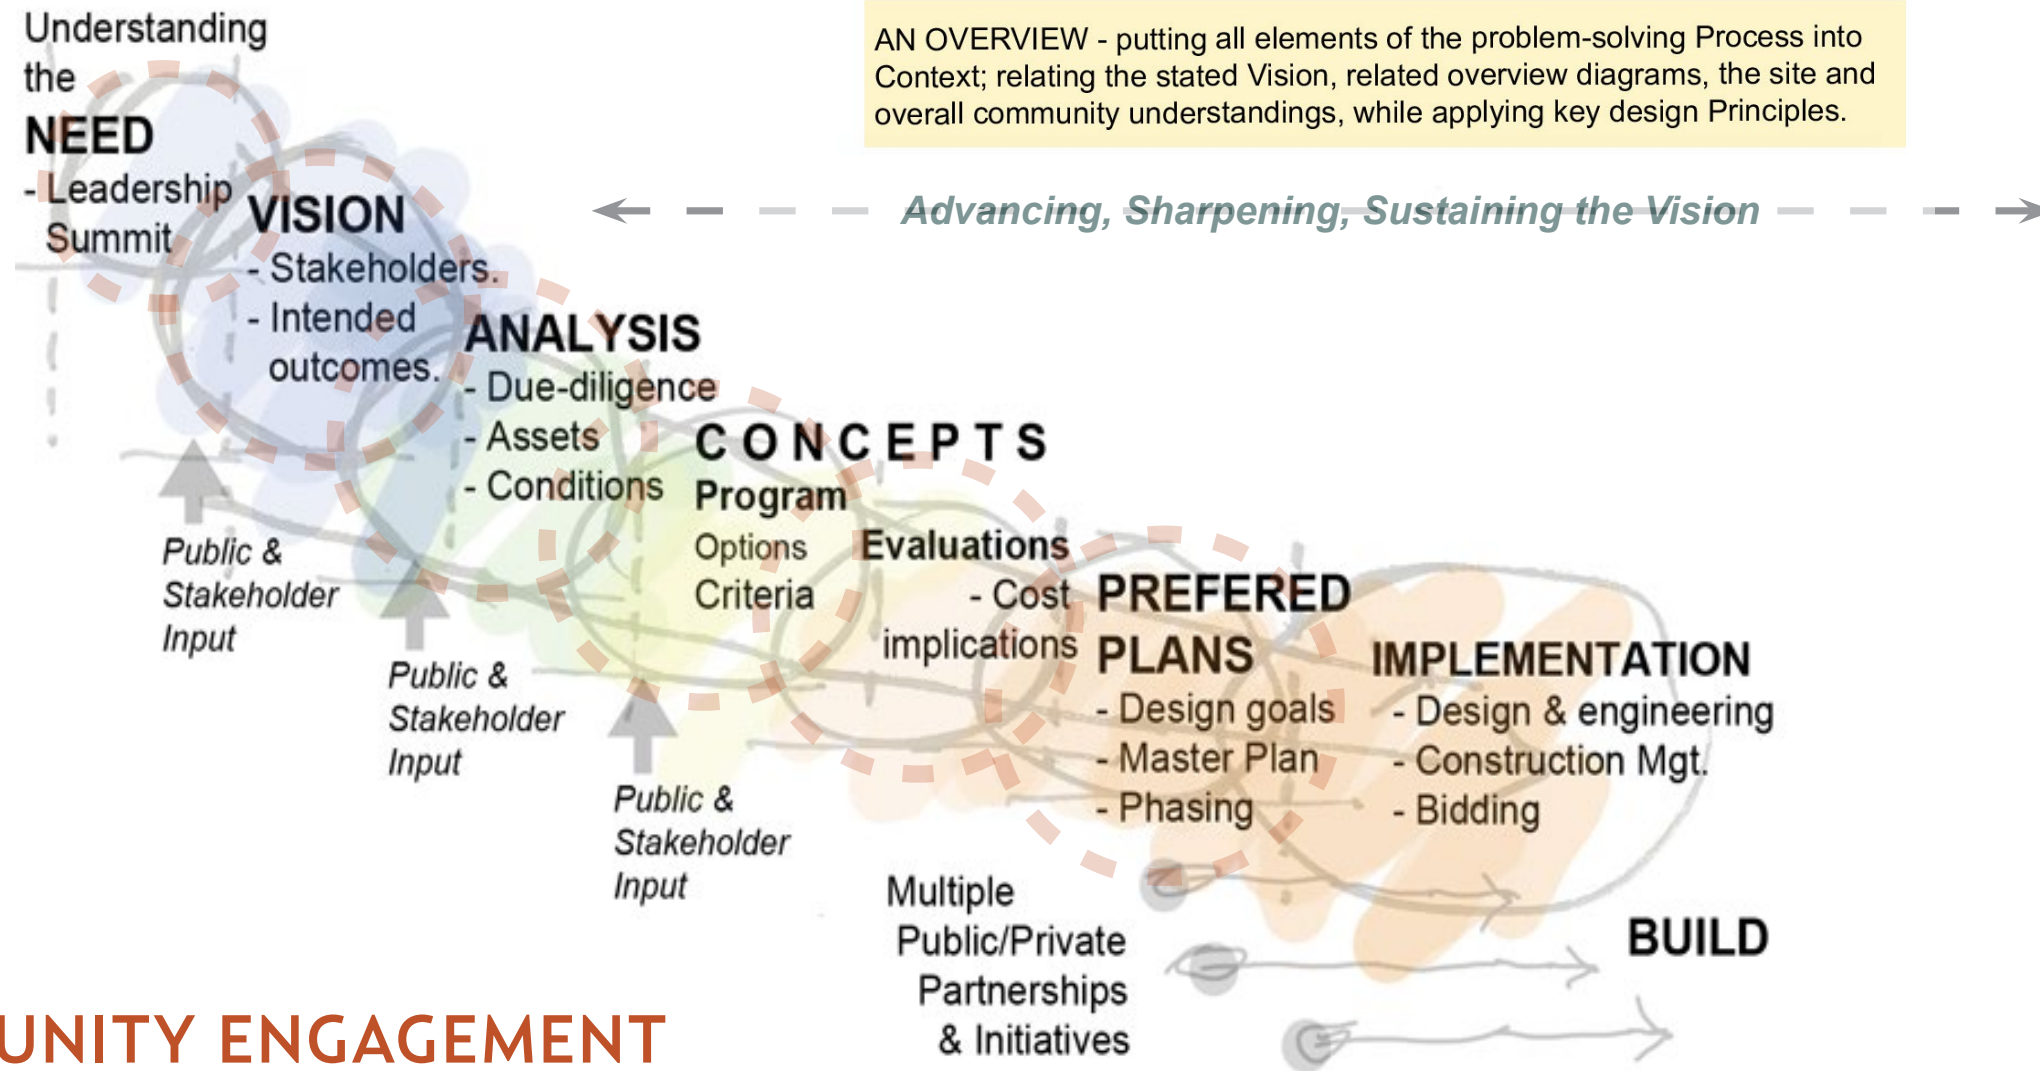 Understanding
the
NEED
- Leadership
Summit
AN OVERVIEW - putting all elements of the problem-solving Process into
Context; relating the stated Vision, related overview diagrams, the site and
overall community understandings, while applying key design Principles.
Advancing, Sharpening, Sustaining the Vision
VISION
- Stakeholders.
- Intended
outcomes.
ANALYSIS
- Due-diligence
- Assets
- Conditions
CONCEPTS
Program
Options
Criteria
Evaluations
- Cost
implications
PREFERED
PLANS
- Design goals
- Master Plan
- Phasing
IMPLEMENTATION
- Design & engineering
- Construction Mgt.
- Bidding
Public &
Stakeholder
Input
Public &
Stakeholder
Input
Public &
Stakeholder
Input
Multiple
Public/Private
Partnerships
& Initiatives
BUILD
UNITY ENGAGEMENT